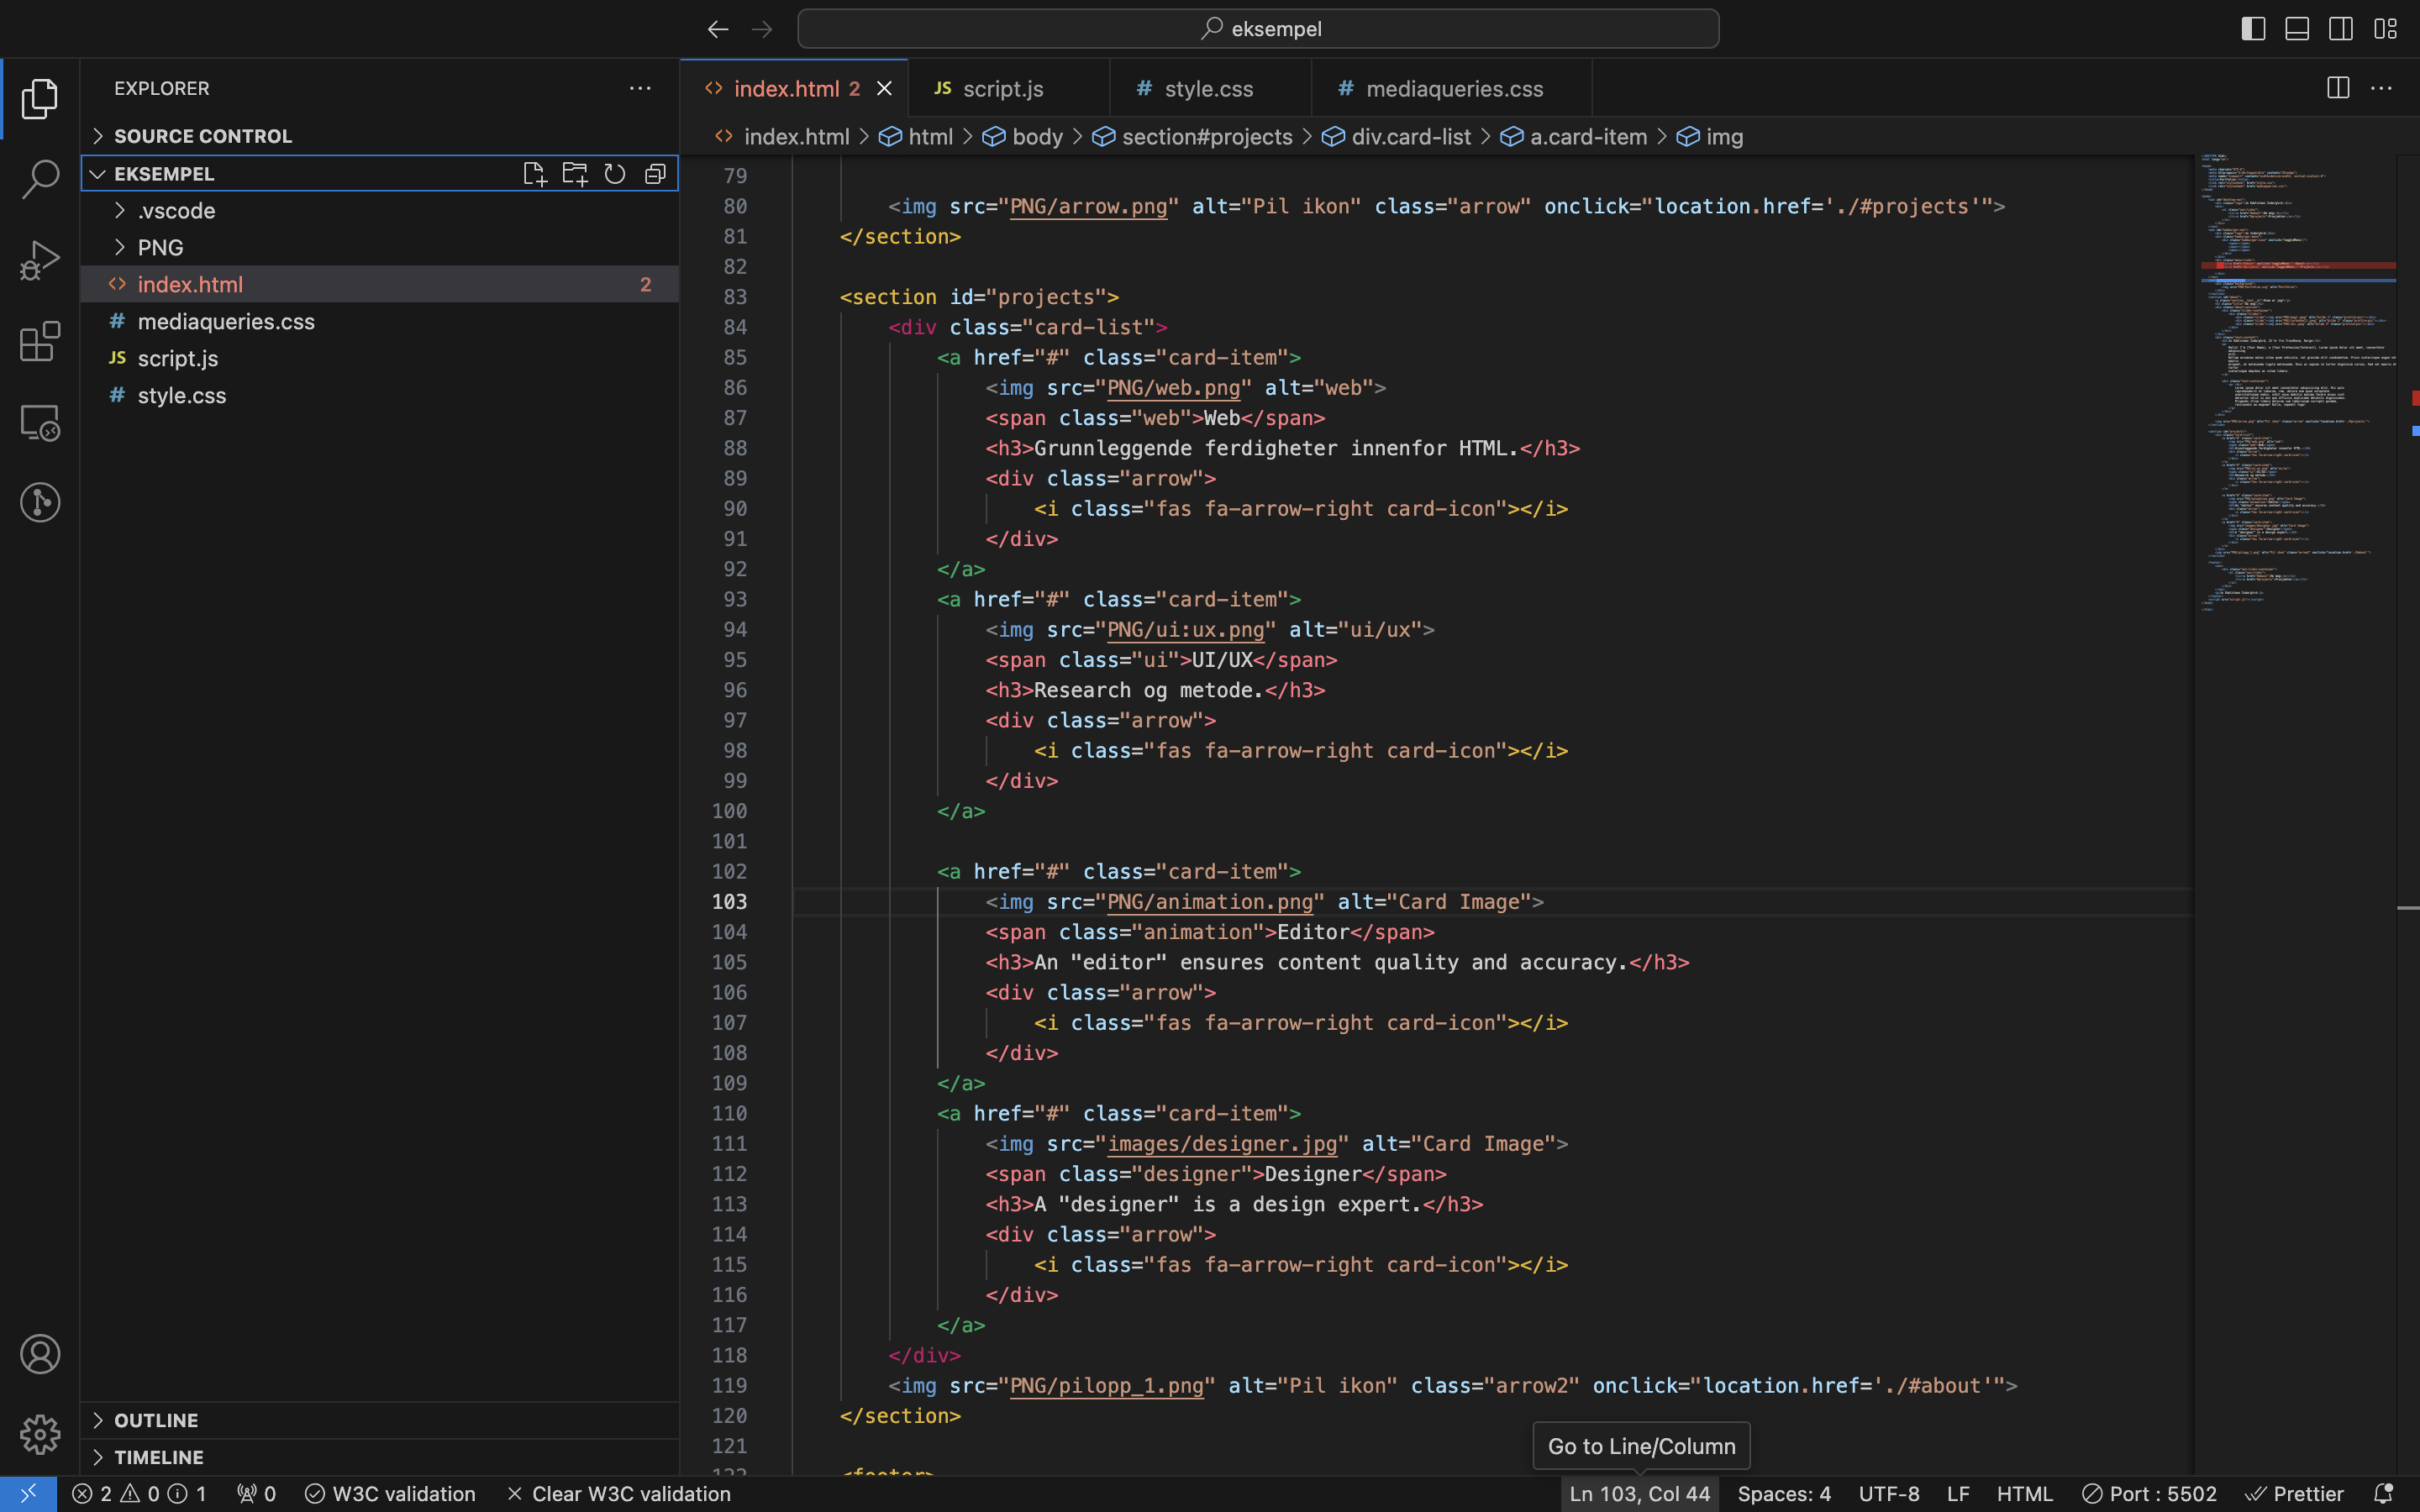 eksempel
EXPLORER
SOURCE CONTROL
EKSEMPEL
.vscode
PNG
index.html 2
mediaqueries.css
script.js
style.css
OUTLINE
TIMELINE
index.html 2
JS script.js
# style.css
# mediaqueries.css
index.html > html > body > section#projects > div.card-list > a.card-item > img
79
80 <img src="PNG/arrow.png" alt="Pil ikon" class="arrow" onclick="location.href='./#projects'">
81 </section>
82
83 <section id="projects">
84 <div class="card-list">
85 <a href="#" class="card-item">
86 <img src="PNG/web.png" alt="web">
87 <span class="web">Web</span>
88 <h3>Grunnleggende ferdigheter innenfor HTML.</h3>
89 <div class="arrow">
90 <i class="fas fa-arrow-right card-icon"></i>
91 </div>
92 </a>
93 <a href="#" class="card-item">
94 <img src="PNG/ui:ux.png" alt="ui/ux">
95 <span class="ui">UI/UX</span>
96 <h3>Research og metode.</h3>
97 <div class="arrow">
98 <i class="fas fa-arrow-right card-icon"></i>
99 </div>
100 </a>
101
102 <a href="#" class="card-item">
103 <img src="PNG/animation.png" alt="Card Image">
104 <span class="animation">Editor</span>
105 <h3>An "editor" ensures content quality and accuracy.</h3>
106 <div class="arrow">
107 <i class="fas fa-arrow-right card-icon"></i>
108 </div>
109 </a>
110 <a href="#" class="card-item">
111 <img src="images/designer.jpg" alt="Card Image">
112 <span class="designer">Designer</span>
113 <h3>A "designer" is a design expert.</h3>
114 <div class="arrow">
115 <i class="fas fa-arrow-right card-icon"></i>
116 </div>
117 </a>
118 </div>
119 <img src="PNG/pilopp_1.png" alt="Pil ikon" class="arrow2" onclick="location.href='./#about'">
120 </section>
121
122 <footer>
Go to Line/Column
2 0 1 0 W3C validation Clear W3C validation Ln 103, Col 44 Spaces: 4 UTF-8 LF HTML Port : 5502 Prettier